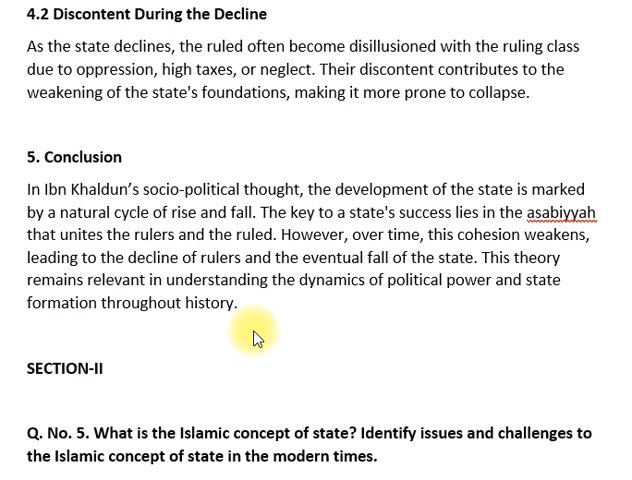 4.2 Discontent During the Decline
As the state declines, the ruled often become disillusioned with the ruling class
due to oppression, high taxes, or neglect. Their discontent contributes to the
weakening of the state's foundations, making it more prone to collapse.
5. Conclusion
In Ibn Khaldun’s socio-political thought, the development of the state is marked
by a natural cycle of rise and fall. The key to a state's success lies in the asabiyyah
that unites the rulers and the ruled. However, over time, this cohesion weakens,
leading to the decline of rulers and the eventual fall of the state. This theory
remains relevant in understanding the dynamics of political power and state
formation throughout history.
SECTION-II
Q. No. 5. What is the Islamic concept of state? Identify issues and challenges to
the Islamic concept of state in the modern times.